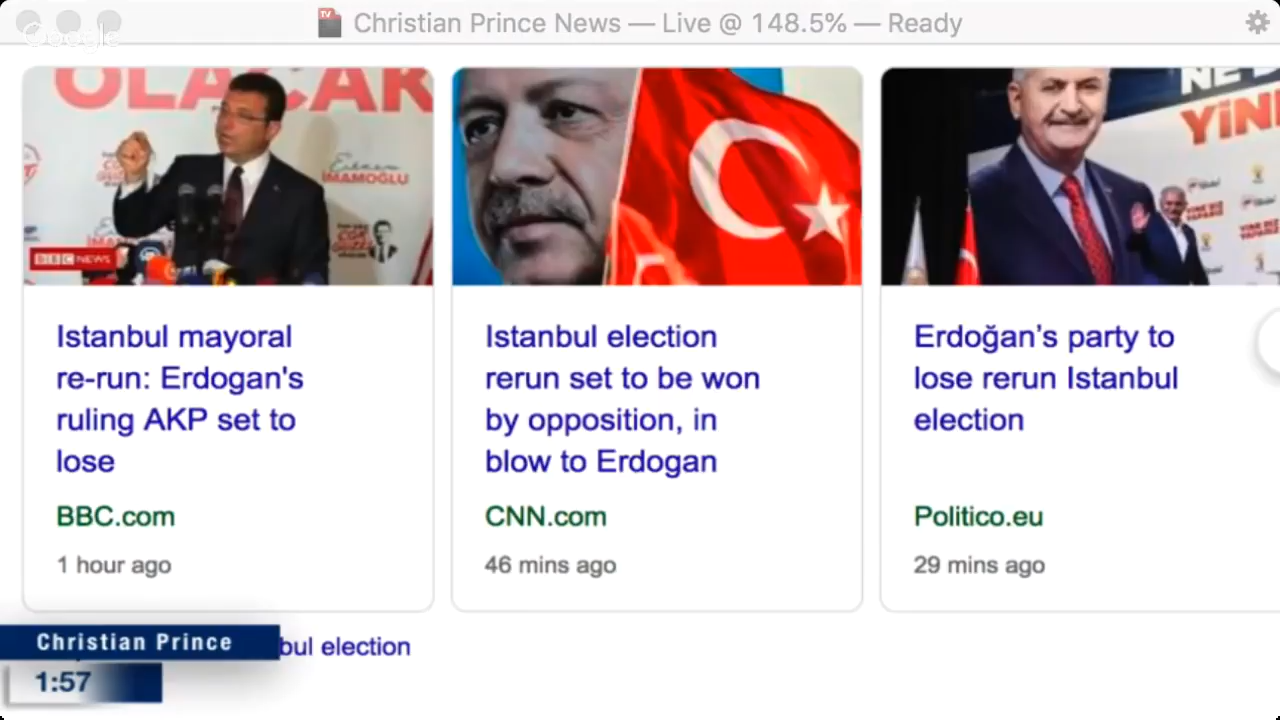 Christian Prince News — Live @ 148.5% — Ready
Google
OLACAK
İMAMOĞLU
BBC NEWS
YİNE
Istanbul mayoral
re-run: Erdogan's
ruling AKP set to
lose
BBC.com
1 hour ago
Istanbul election
rerun set to be won
by opposition, in
blow to Erdogan
CNN.com
46 mins ago
Erdoğan's party to
lose rerun Istanbul
election
Politico.eu
29 mins ago
Christian Prince
bul election
1:57